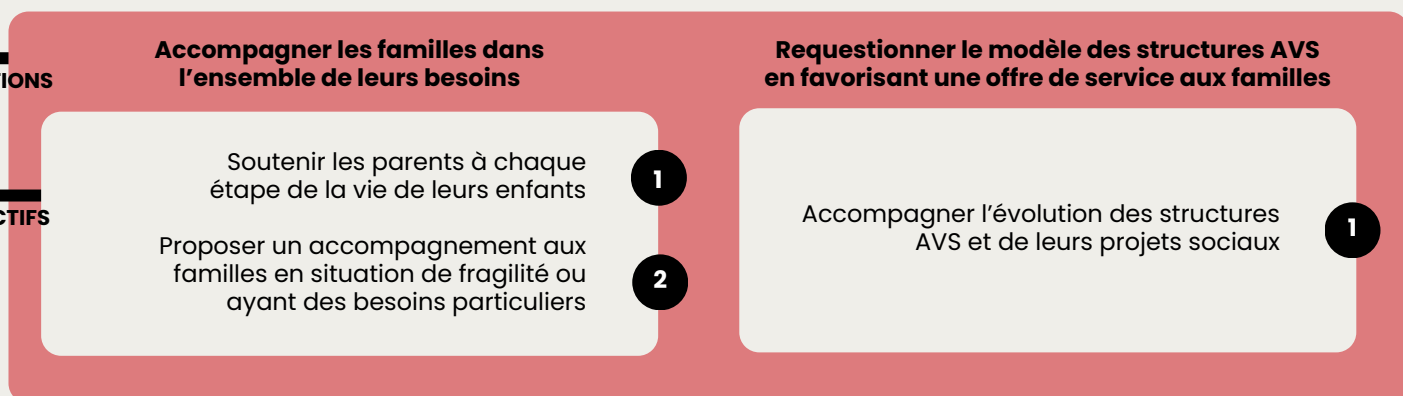 Accompagner les familles dans
l’ensemble de leurs besoins
Requestionner le modèle des structures AVS
en favorisant une offre de service aux familles
Soutenir les parents à chaque
étape de la vie de leurs enfants
1
Proposer un accompagnement aux
familles en situation de fragilité ou
ayant des besoins particuliers
2
Accompagner l’évolution des structures
AVS et de leurs projets sociaux
1